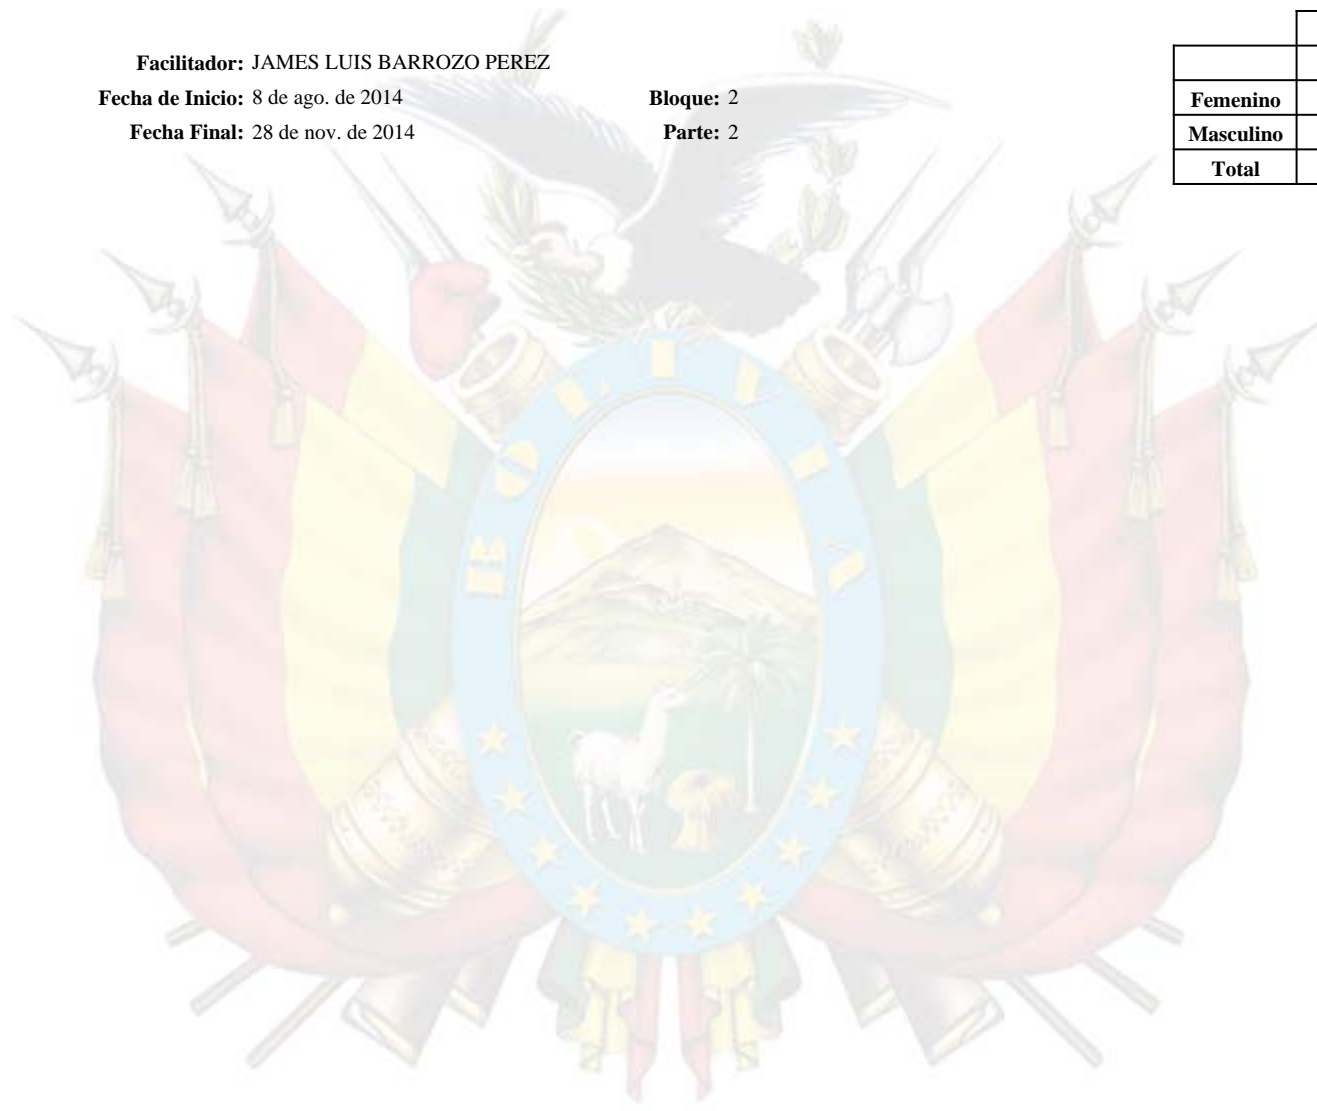 Facilitador: JAMES LUIS BARROZO PEREZ
Fecha de Inicio: 8 de ago. de 2014 Bloque: 2
Fecha Final: 28 de nov. de 2014 Parte: 2
Femenino
Masculino
Total
BOLIVIA